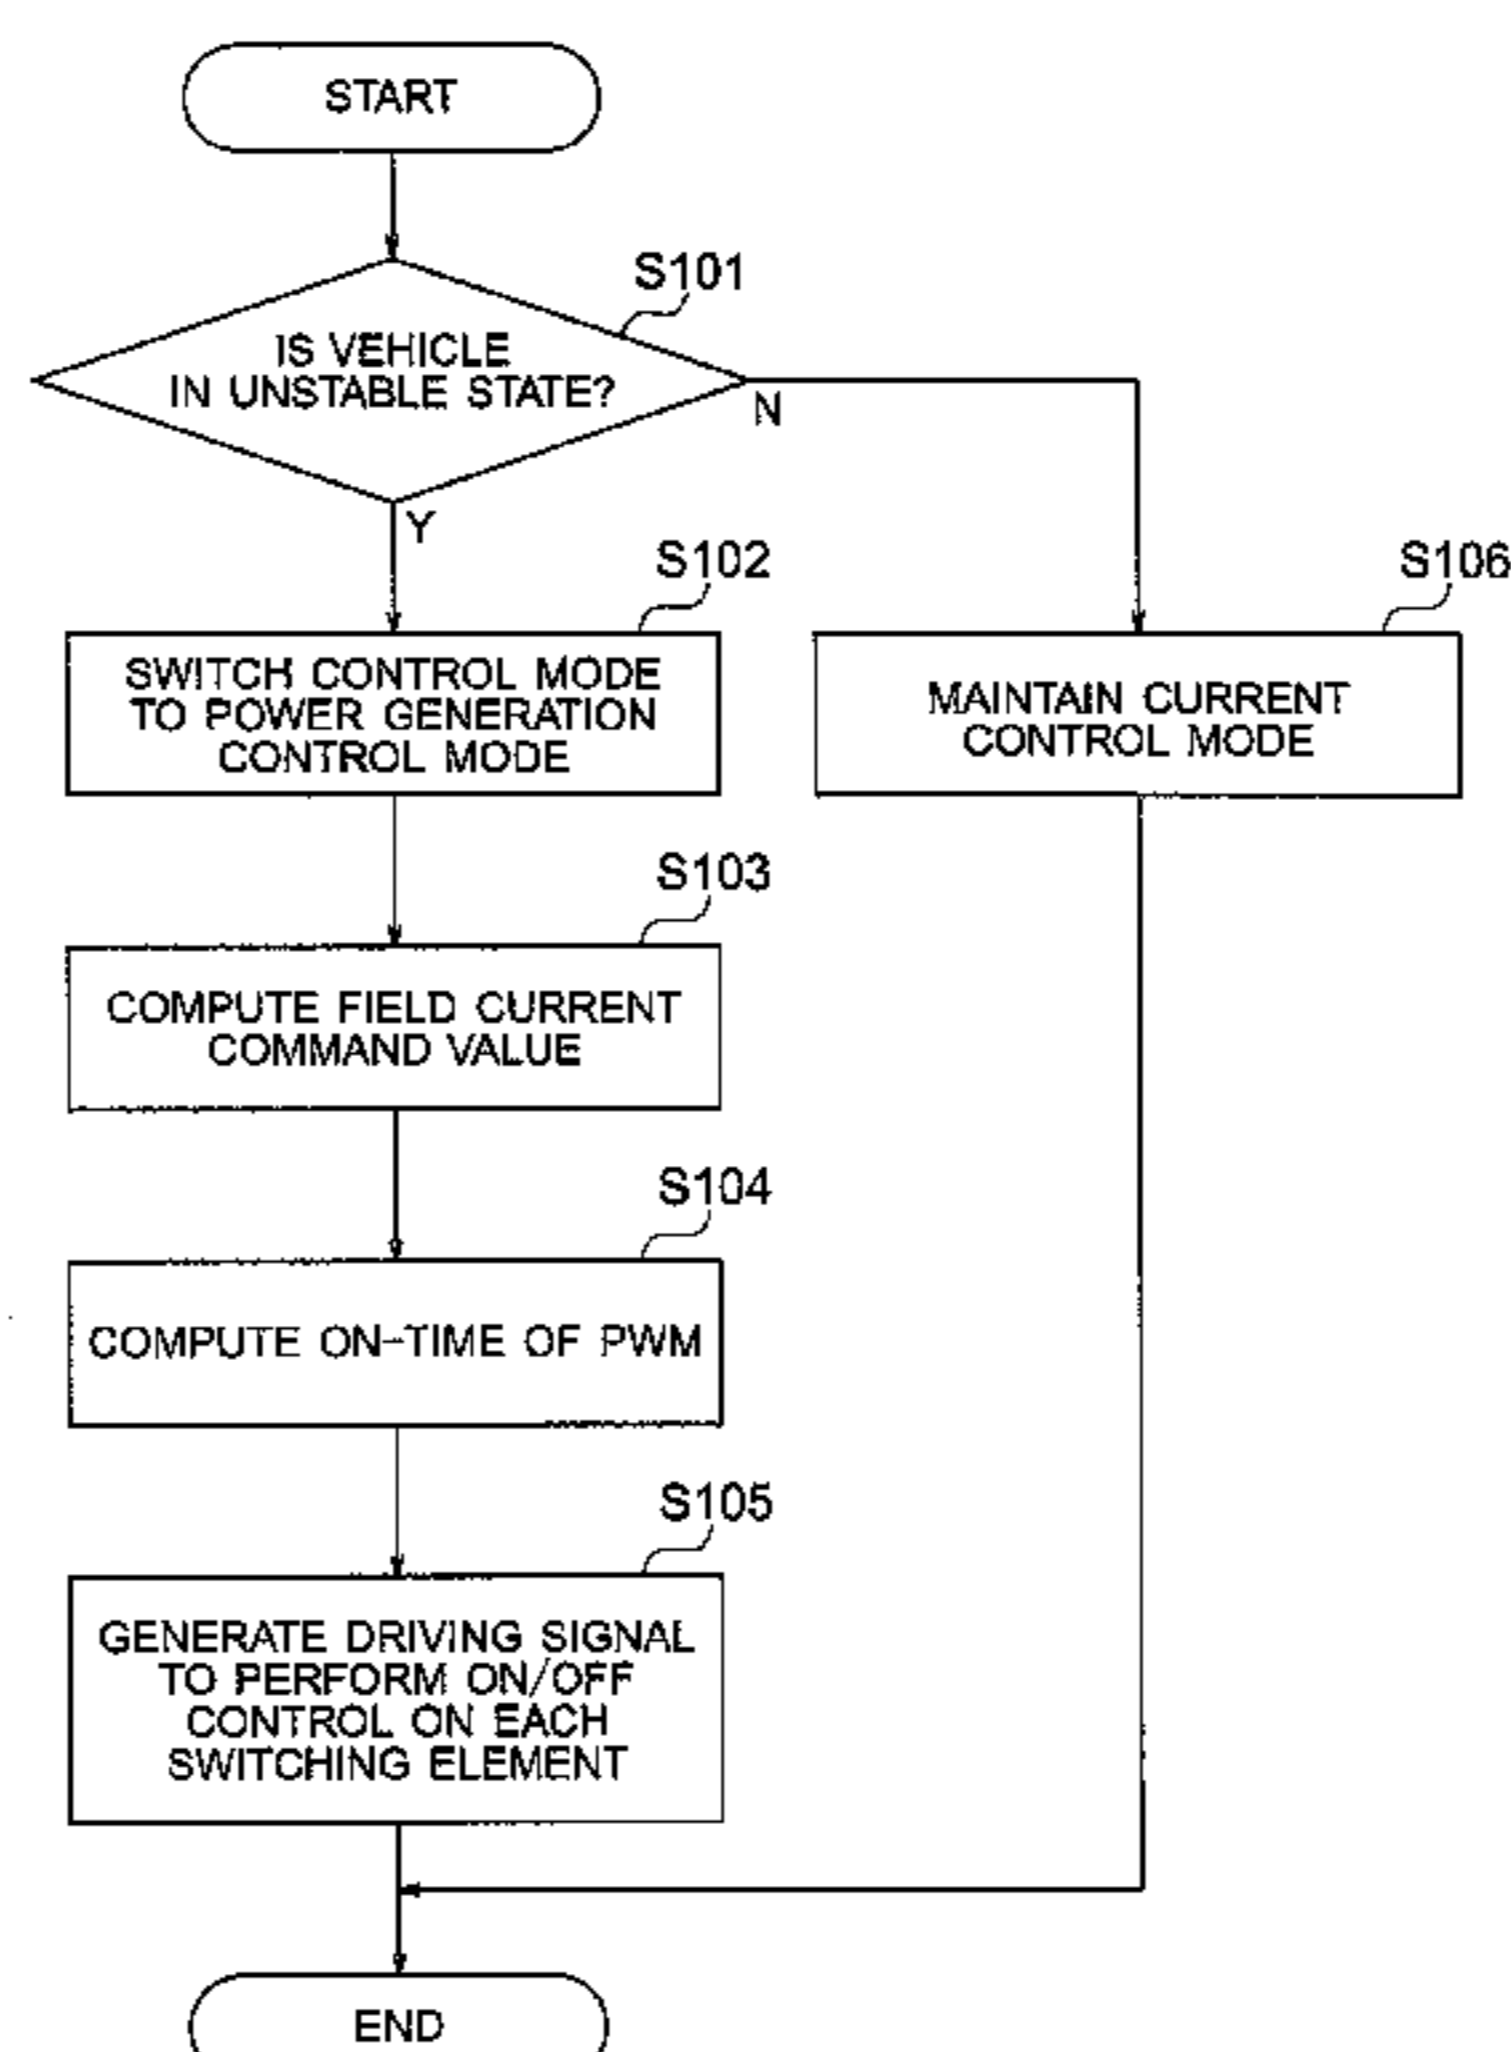 START
S101
IS VEHICLE
IN UNSTABLE STATE?
N
Y
S102
SWITCH CONTROL MODE
TO POWER GENERATION
CONTROL MODE
S106
MAINTAIN CURRENT
CONTROL MODE
S103
COMPUTE FIELD CURRENT
COMMAND VALUE
S104
COMPUTE ON-TIME OF PWM
S105
GENERATE DRIVING SIGNAL
TO PERFORM ON/OFF
CONTROL ON EACH
SWITCHING ELEMENT
END